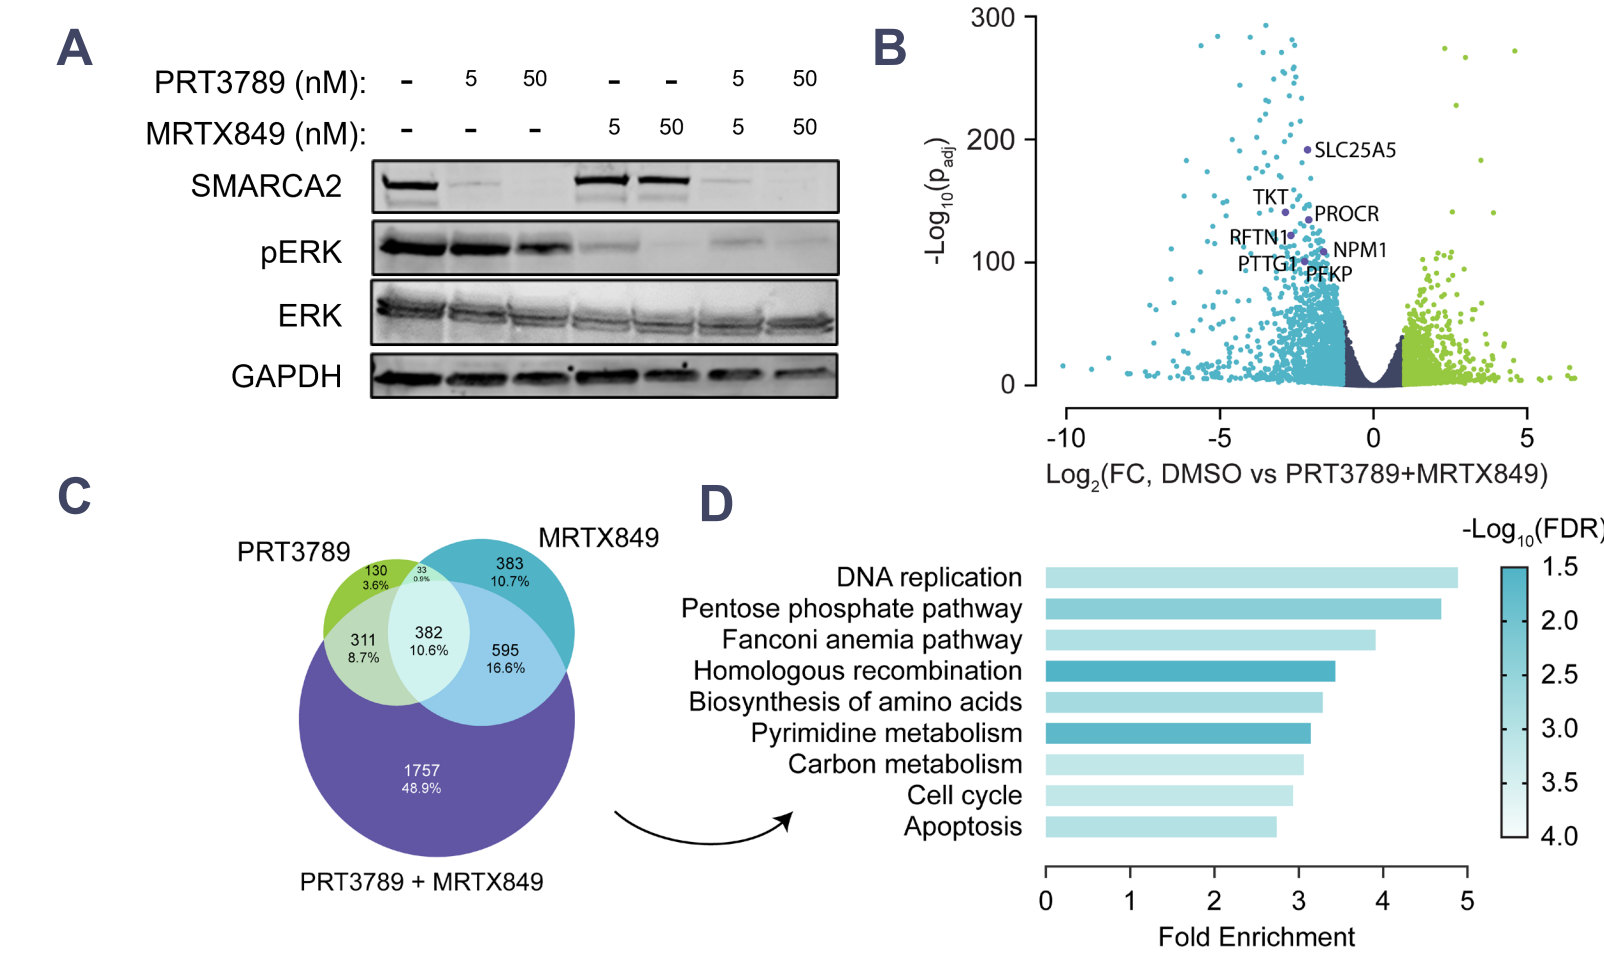 A
PRT3789 (nM): - 5 50 - - 5 50
MRTX849 (nM): - - - 5 50 5 50
SMARCA2
pERK
ERK
GAPDH
B
-Log10(padj)
300
200
100
0
SLC25A5
TKT
PROCR
RFTN1
NPM1
PTTG1
PFKP
-10 -5 0 5
Log2(FC, DMSO vs PRT3789+MRTX849)
C
PRT3789
MRTX849
130
3.6%
33
0.9%
383
10.7%
311
8.7%
382
10.6%
595
16.6%
1757
48.9%
PRT3789 + MRTX849
D
-Log10(FDR)
DNA replication
Pentose phosphate pathway
Fanconi anemia pathway
Homologous recombination
Biosynthesis of amino acids
Pyrimidine metabolism
Carbon metabolism
Cell cycle
Apoptosis
1.5
2.0
2.5
3.0
3.5
4.0
0 1 2 3 4 5
Fold Enrichment